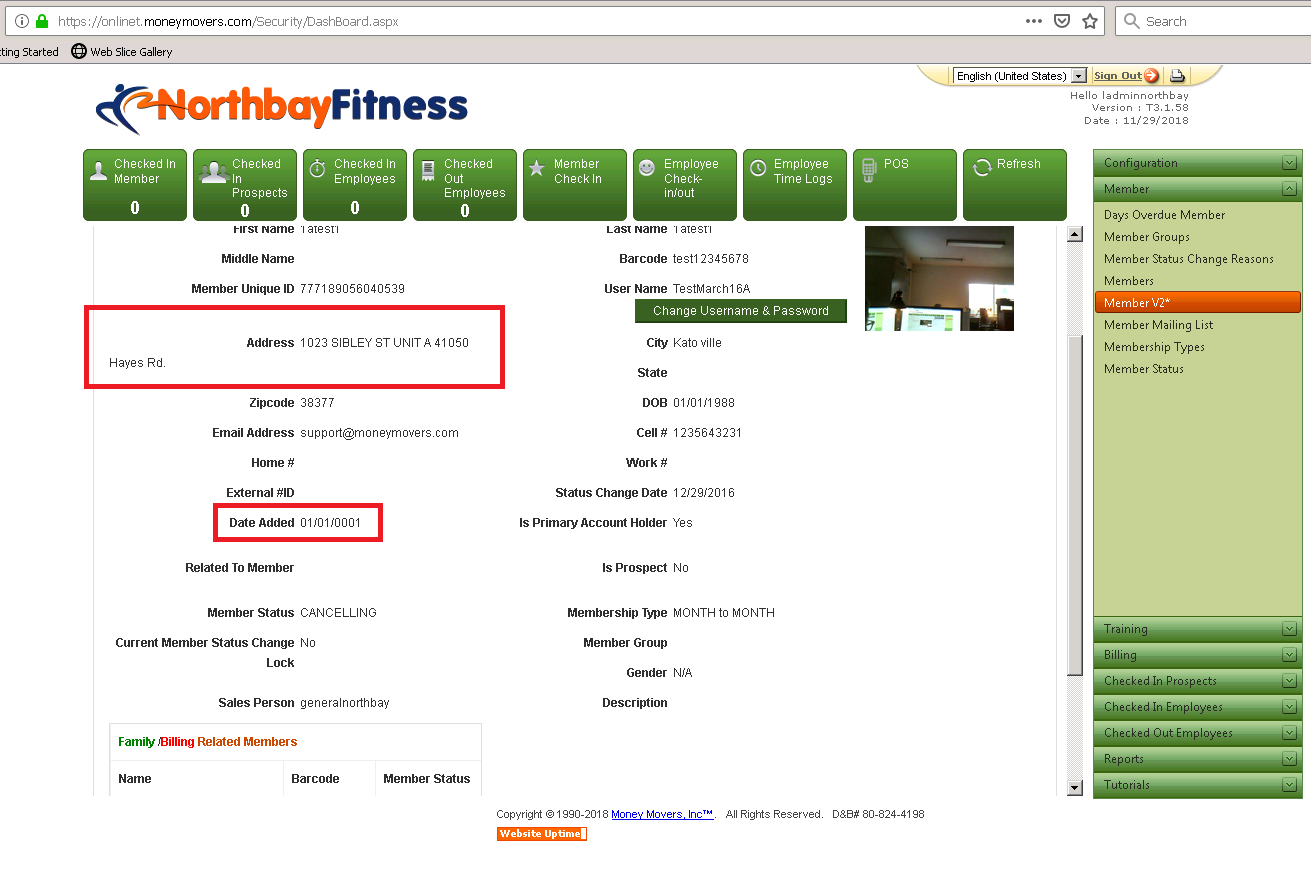 https://onlinet.moneymovers.com/Security/DashBoard.aspx
Search
ting Started
Web Slice Gallery
English (United States)
Sign Out
Hello ladminnorthbay
Version : T3.1.58
Date : 11/29/2018
NorthbayFitness
Checked In Member
0
Checked In Prospects
0
Checked In Employees
0
Checked Out Employees
0
Member Check In
Employee Check-in/out
Employee Time Logs
POS
Refresh
First Name 1atest1
Last Name 1atest1
Middle Name
Barcode test12345678
Member Unique ID 777189056040539
User Name TestMarch16A
Change Username & Password
Address 1023 SIBLEY ST UNIT A 41050
Hayes Rd.
City Kato ville
State
Zipcode 38377
DOB 01/01/1988
Email Address support@moneymovers.com
Cell # 1235643231
Home #
Work #
External #ID
Status Change Date 12/29/2016
Date Added 01/01/0001
Is Primary Account Holder Yes
Related To Member
Is Prospect No
Member Status CANCELLING
Membership Type MONTH to MONTH
Current Member Status Change No
Lock
Member Group
Gender N/A
Sales Person generalnorthbay
Description
Family /Billing Related Members
Name Barcode Member Status
Configuration
Member
Days Overdue Member
Member Groups
Member Status Change Reasons
Members
Member V2*
Member Mailing List
Membership Types
Member Status
Training
Billing
Checked In Prospects
Checked In Employees
Checked Out Employees
Reports
Tutorials
Copyright © 1990-2018 Money Movers, Inc™. All Rights Reserved. D&B# 80-824-4198
Website Uptime